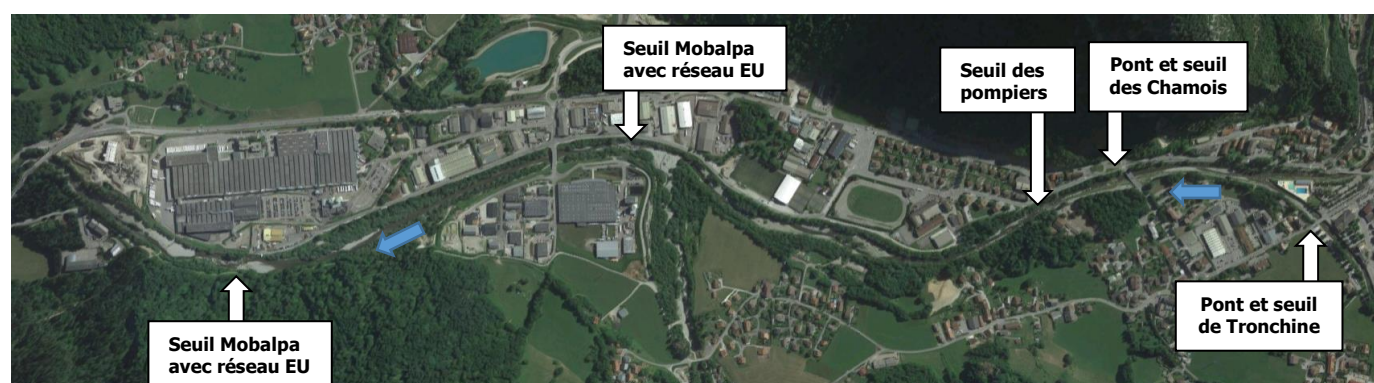 Seuil Mobalpa
avec réseau EU
Seuil des
pompiers
Pont et seuil
des Chamois
Pont et seuil
de Tronchine
Seuil Mobalpa
avec réseau EU